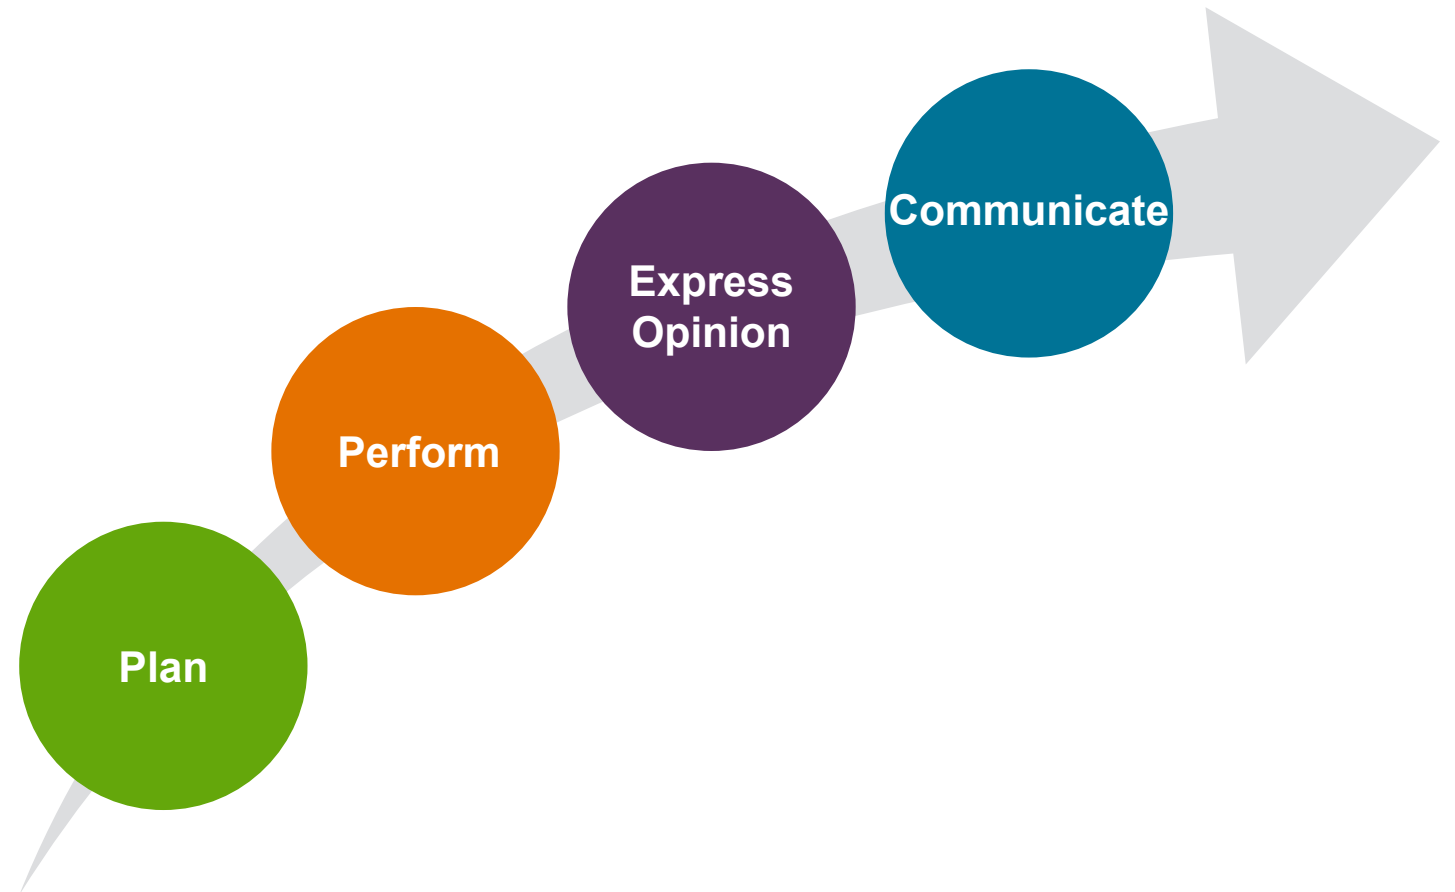 Plan
Perform
Express
Opinion
Communicate